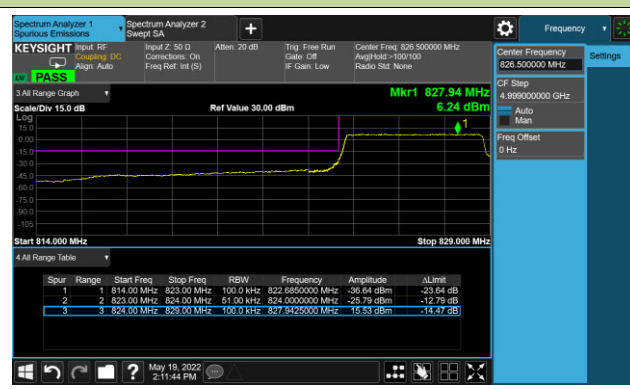 Spectrum Analyzer 1
Spurious Emissions
Spectrum Analyzer 2
Swept SA
+
Frequency
KEYSIGHT
Input: RF
Coupling: DC
Align: Auto
Input Z: 50 Ω
Corrections: On
Freq Ref: Int (S)
Atten: 20 dB
Trig: Free Run
Gate: Off
IF Gain: Low
Center Freq: 826.500000 MHz
Avg|Hold:>100/100
Radio Std: None
LW PASS
Center Frequency
826.500000 MHz
Settings
CF Step
4.999000000 GHz
Auto
Man
Freq Offset
0 Hz
3 All Range Graph
Mkr1 827.94 MHz
Scale/Div 15.0 dB
Ref Value 30.00 dBm
6.24 dBm
Log
1
15.0
0.00
-15.0
-30.0
-45.0
-60.0
-75.0
-90.0
-105
Start 814.000 MHz
Stop 829.000 MHz
4 All Range Table
Spur Range Start Freq Stop Freq RBW Frequency Amplitude ΔLimit
1 1 814.00 MHz 823.00 MHz 100.0 kHz 822.6850000 MHz -36.64 dBm -23.64 dB
2 2 823.00 MHz 824.00 MHz 51.00 kHz 824.0000000 MHz -25.79 dBm -12.79 dB
3 3 824.00 MHz 829.00 MHz 100.0 kHz 827.9425000 MHz 15.53 dBm -14.47 dB
?
May 19, 2022
2:11:44 PM